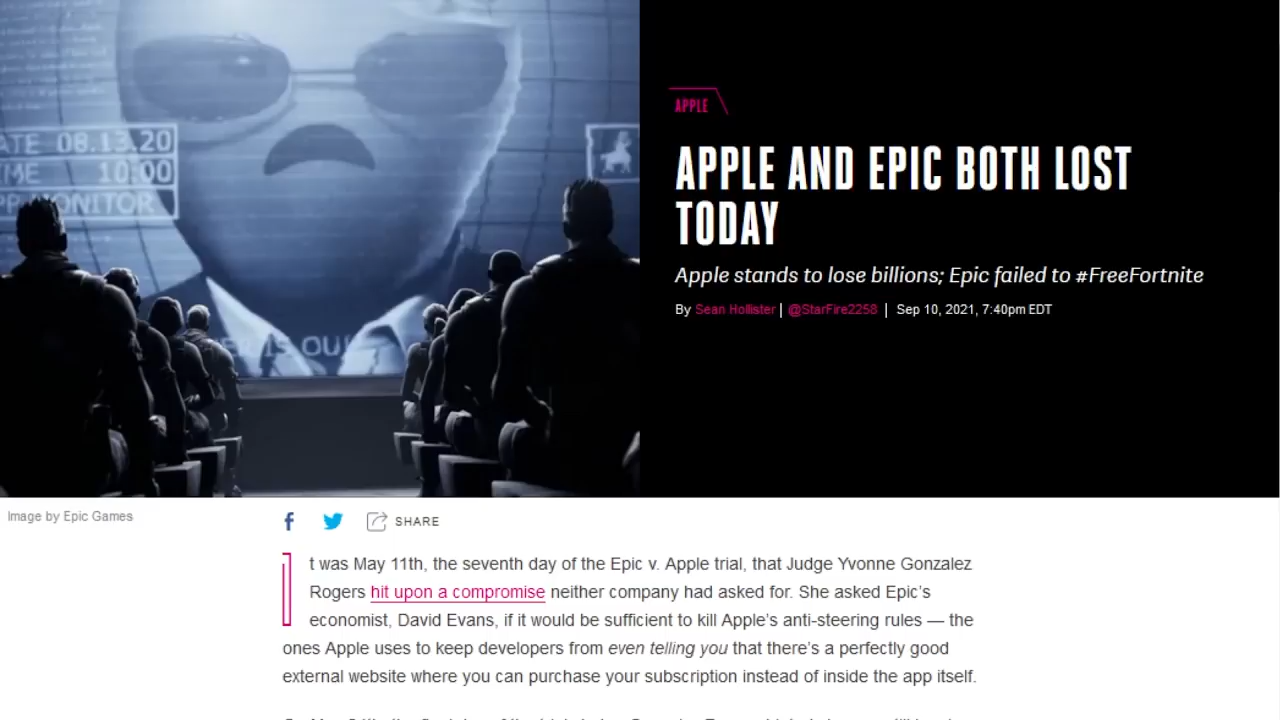 ATE 08.13.20
IME 10:00
MONITOR
IS OU
APPLE
APPLE AND EPIC BOTH LOST
TODAY
Apple stands to lose billions; Epic failed to #FreeFortnite
By Sean Hollister | @StarFire2258 | Sep 10, 2021, 7:40pm EDT
Image by Epic Games
SHARE
It was May 11th, the seventh day of the Epic v. Apple trial, that Judge Yvonne Gonzalez
Rogers hit upon a compromise neither company had asked for. She asked Epic's
economist, David Evans, if it would be sufficient to kill Apple's anti-steering rules — the
ones Apple uses to keep developers from even telling you that there's a perfectly good
external website where you can purchase your subscription instead of inside the app itself.